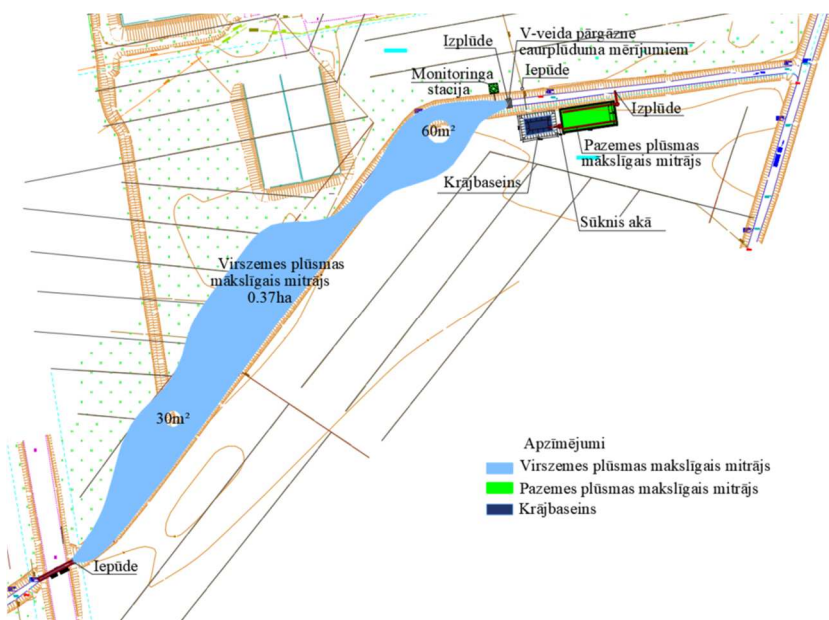 V-veida pārgāzne
caurplūduma mērījumiem
Izplūde
Iepūde
Monitoringa
stacija
Izplūde
60m²
Pazemes plūsmas
mākslīgais mitrājs
Krājbaseins
Sūknis akā
Virszemes plūsmas
mākslīgais mitrājs
0.37ha
30m²
Iepūde
Apzīmējumi
Virszemes plūsmas makslīgais mitrājs
Pazemes plūsmas makslīgais mitrājs
Krājbaseins